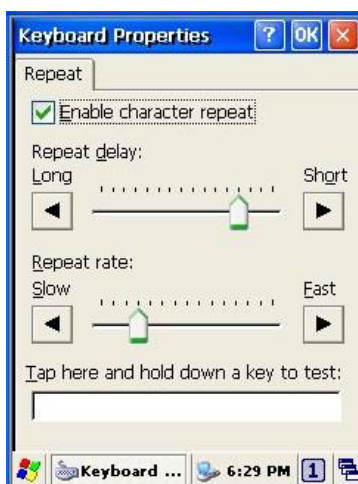 Keyboard Properties ? OK ×
Repeat
Enable character repeat
Repeat delay:
Long Short
Repeat rate:
Slow Fast
Tap here and hold down a key to test:
Keyboard ... 6:29 PM 1